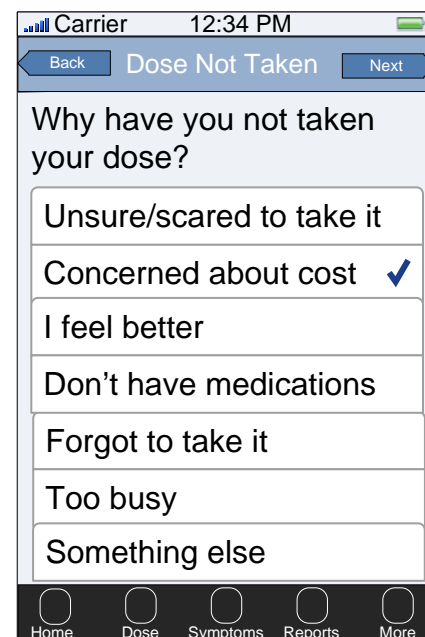 Carrier 12:34 PM
Back Dose Not Taken Next
Why have you not taken
your dose?
Unsure/scared to take it
Concerned about cost
I feel better
Don’t have medications
Forgot to take it
Too busy
Something else
Home Dose Symptoms Reports More